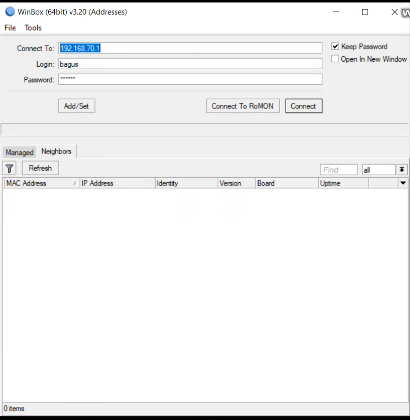 WinBox (64bit) v3.20 (Addresses)
File Tools
Connect To: 192.168.70.1
Keep Password
Login: bagus
Open In New Window
Password: ******
Add/Set
Connect To RoMON
Connect
Managed
Neighbors
Refresh
Find
all
MAC Address
IP Address
Identity
Version
Board
Uptime
0 items